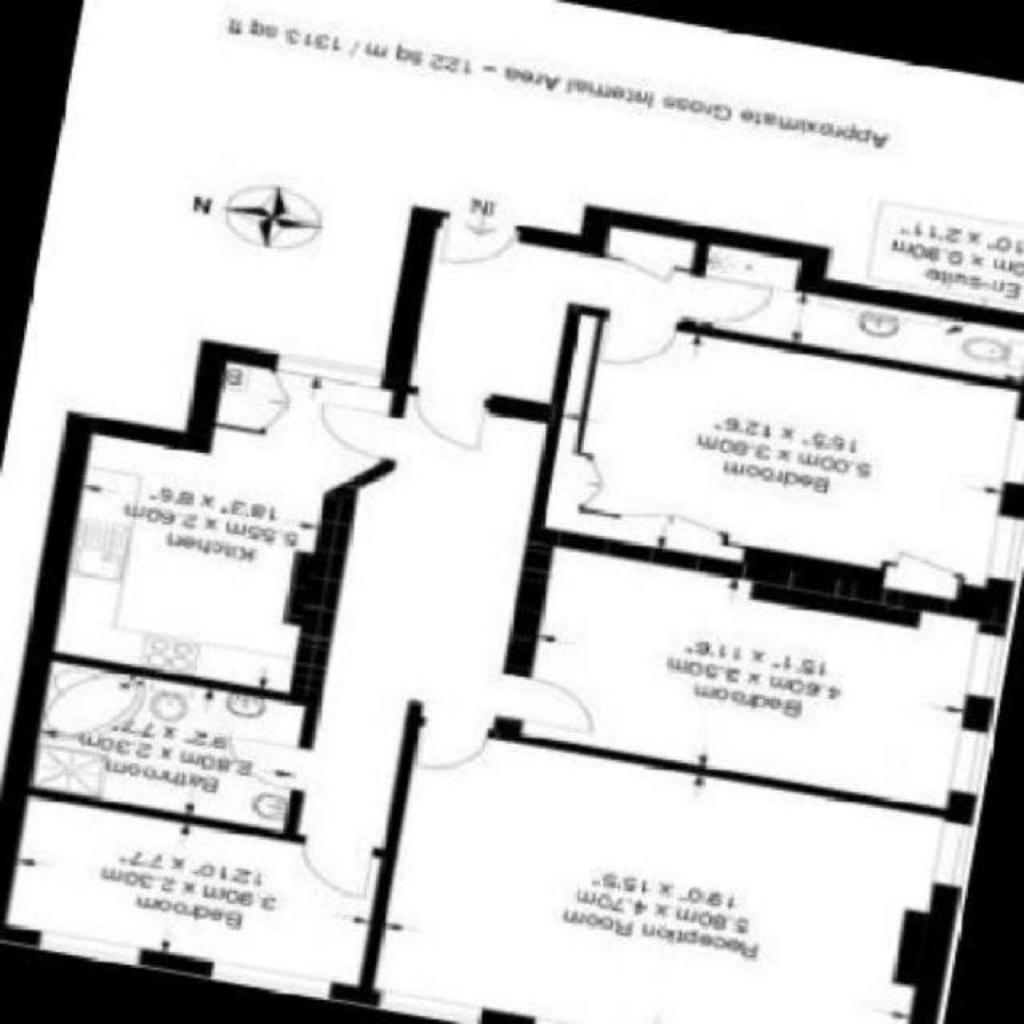 Reception Room
5.80m x 4.70m
19'0" x 15'5"
Bedroom
3.90m x 2.30m
12'10" x 7'7"
Bathroom
2.80m x 2.30m
9'2" x 7'7"
Bedroom
4.60m x 3.50m
15'1" x 11'6"
Kitchen
5.55m x 2.60m
18'3" x 8'6"
Bedroom
5.00m x 3.80m
16'5" x 12'6"
B
En-suite
x 0.90m
x 2'11"
IN
N
Approximate Gross Internal Area - 122 sq m / 1313 sq ft